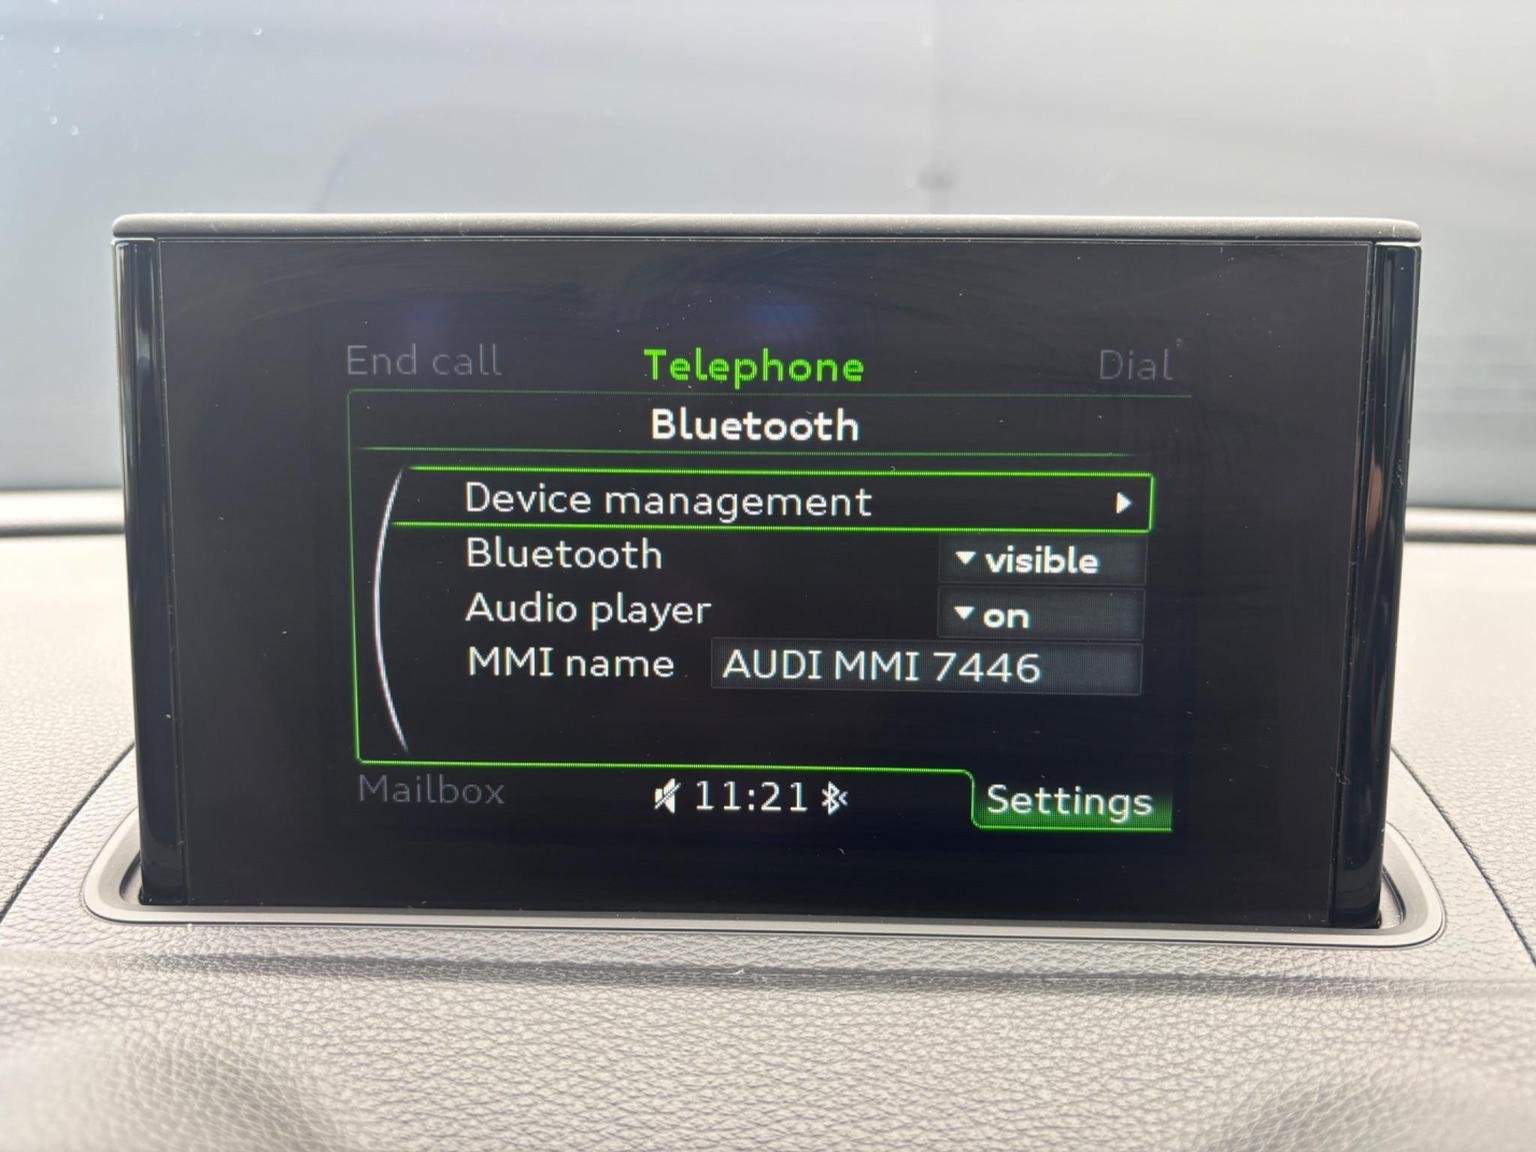 End call Telephone Dial
Bluetooth
Device management
Bluetooth visible
Audio player on
MMI name AUDI MMI 7446
Mailbox 11:21 Settings